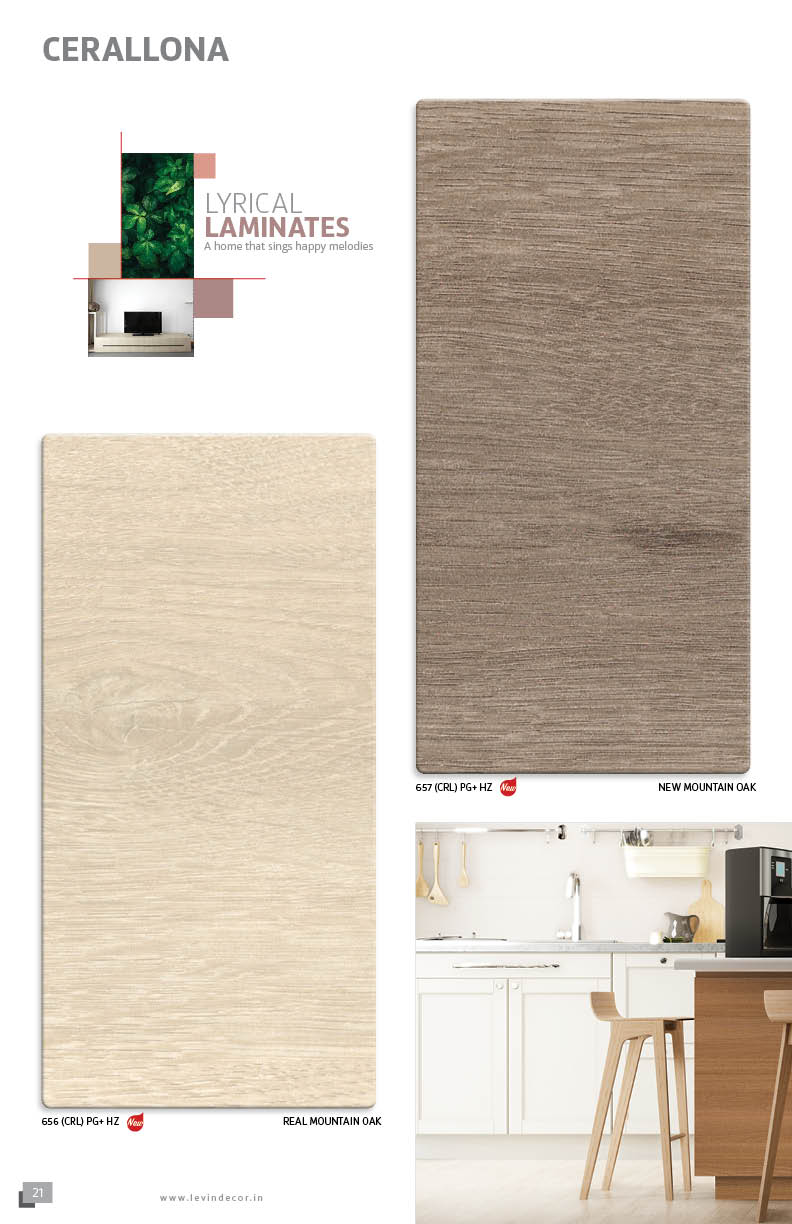 CERALLONA
LYRICAL
LAMINATES
A home that sings happy melodies
657 (CRL) PG+ HZ New NEW MOUNTAIN OAK
656 (CRL) PG+ HZ New REAL MOUNTAIN OAK
21
www.levindecor.in